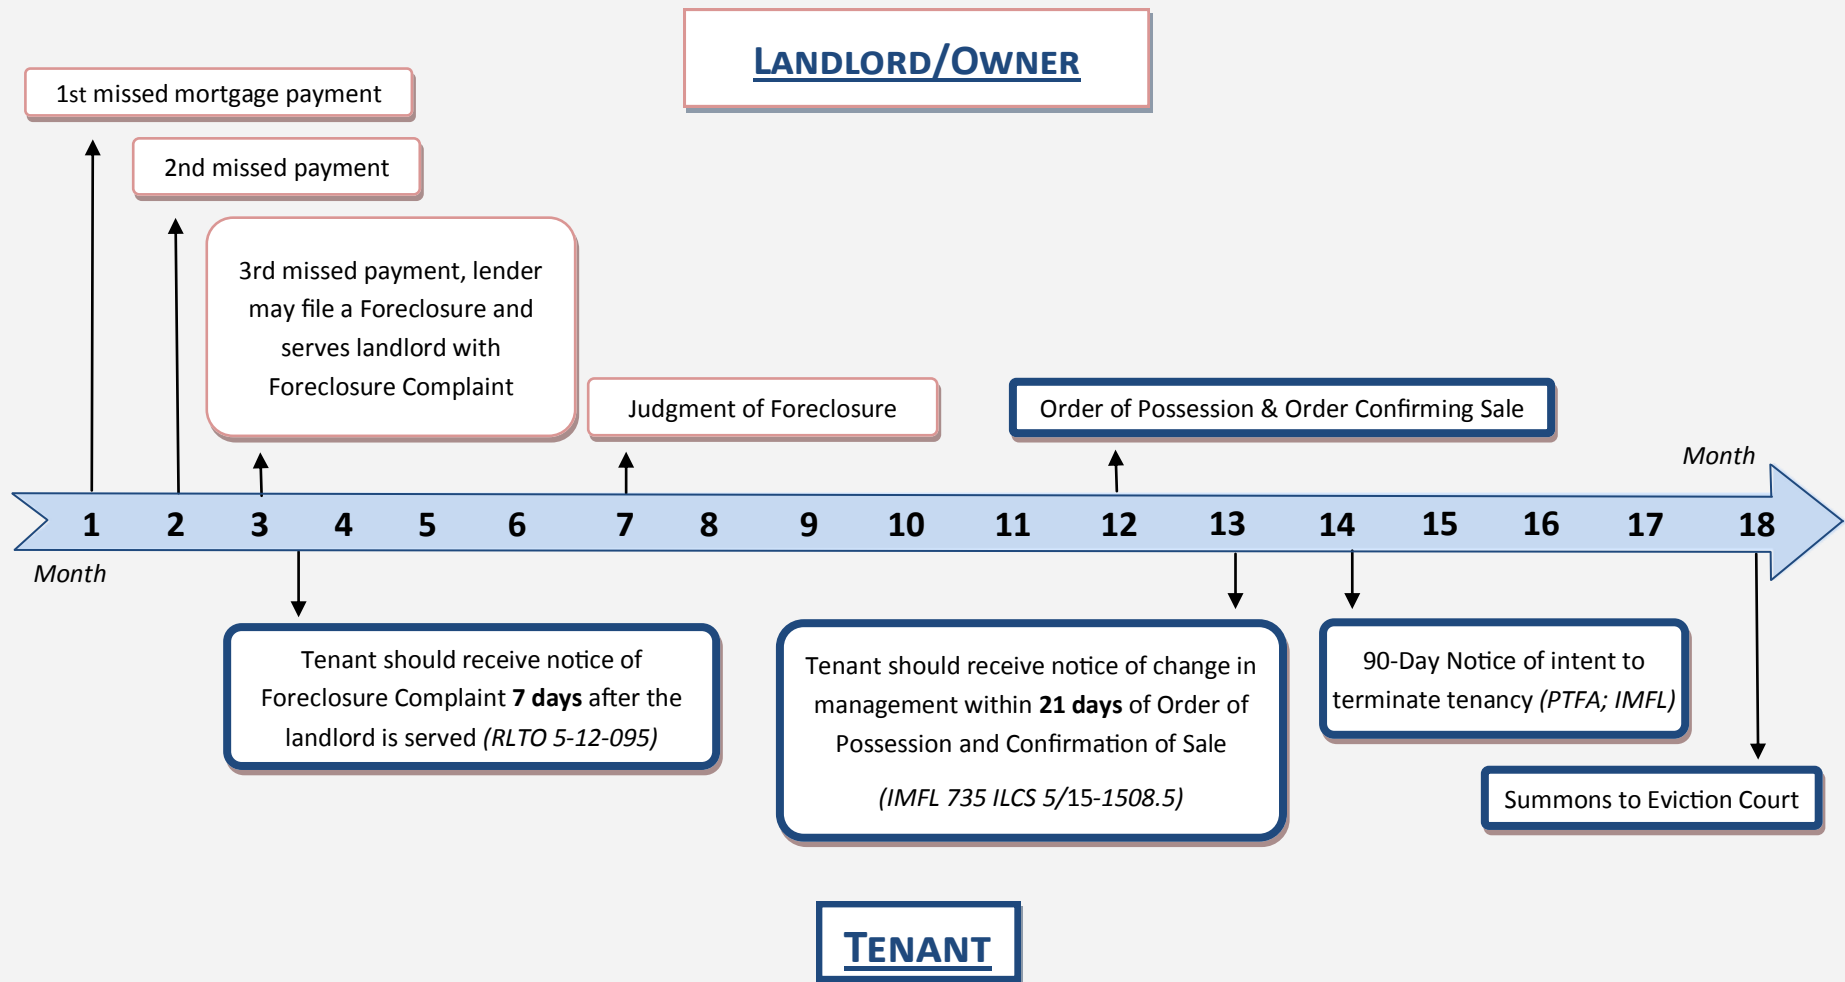 LANDLORD/OWNER
1st missed mortgage payment
2nd missed payment
3rd missed payment, lender
may file a Foreclosure and
serves landlord with
Foreclosure Complaint
Judgment of Foreclosure
Order of Possession & Order Confirming Sale
Month
1 2 3 4 5 6 7 8 9 10 11 12 13 14 15 16 17 18
Month
Tenant should receive notice of
Foreclosure Complaint 7 days after the
landlord is served (RLTO 5-12-095)
Tenant should receive notice of change in
management within 21 days of Order of
Possession and Confirmation of Sale
(IMFL 735 ILCS 5/15-1508.5)
90-Day Notice of intent to
terminate tenancy (PTFA; IMFL)
Summons to Eviction Court
TENANT